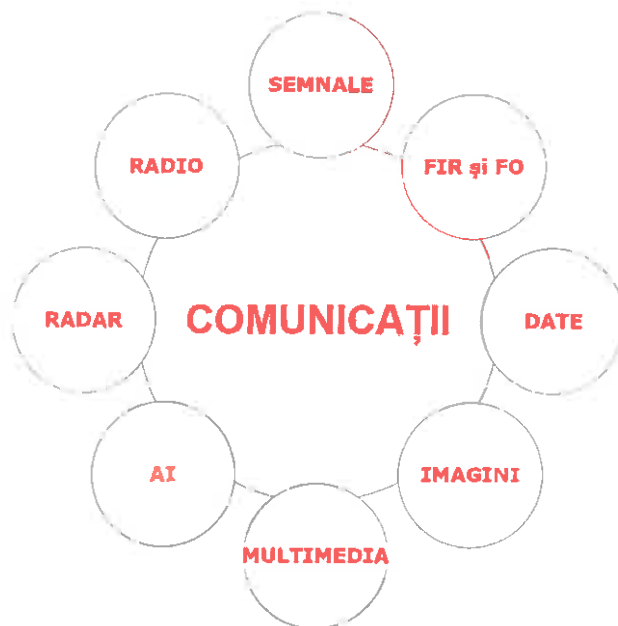 SEMNALE
RADIO
FIR și FO
RADAR
COMUNICAȚII
DATE
AI
IMAGINI
MULTIMEDIA